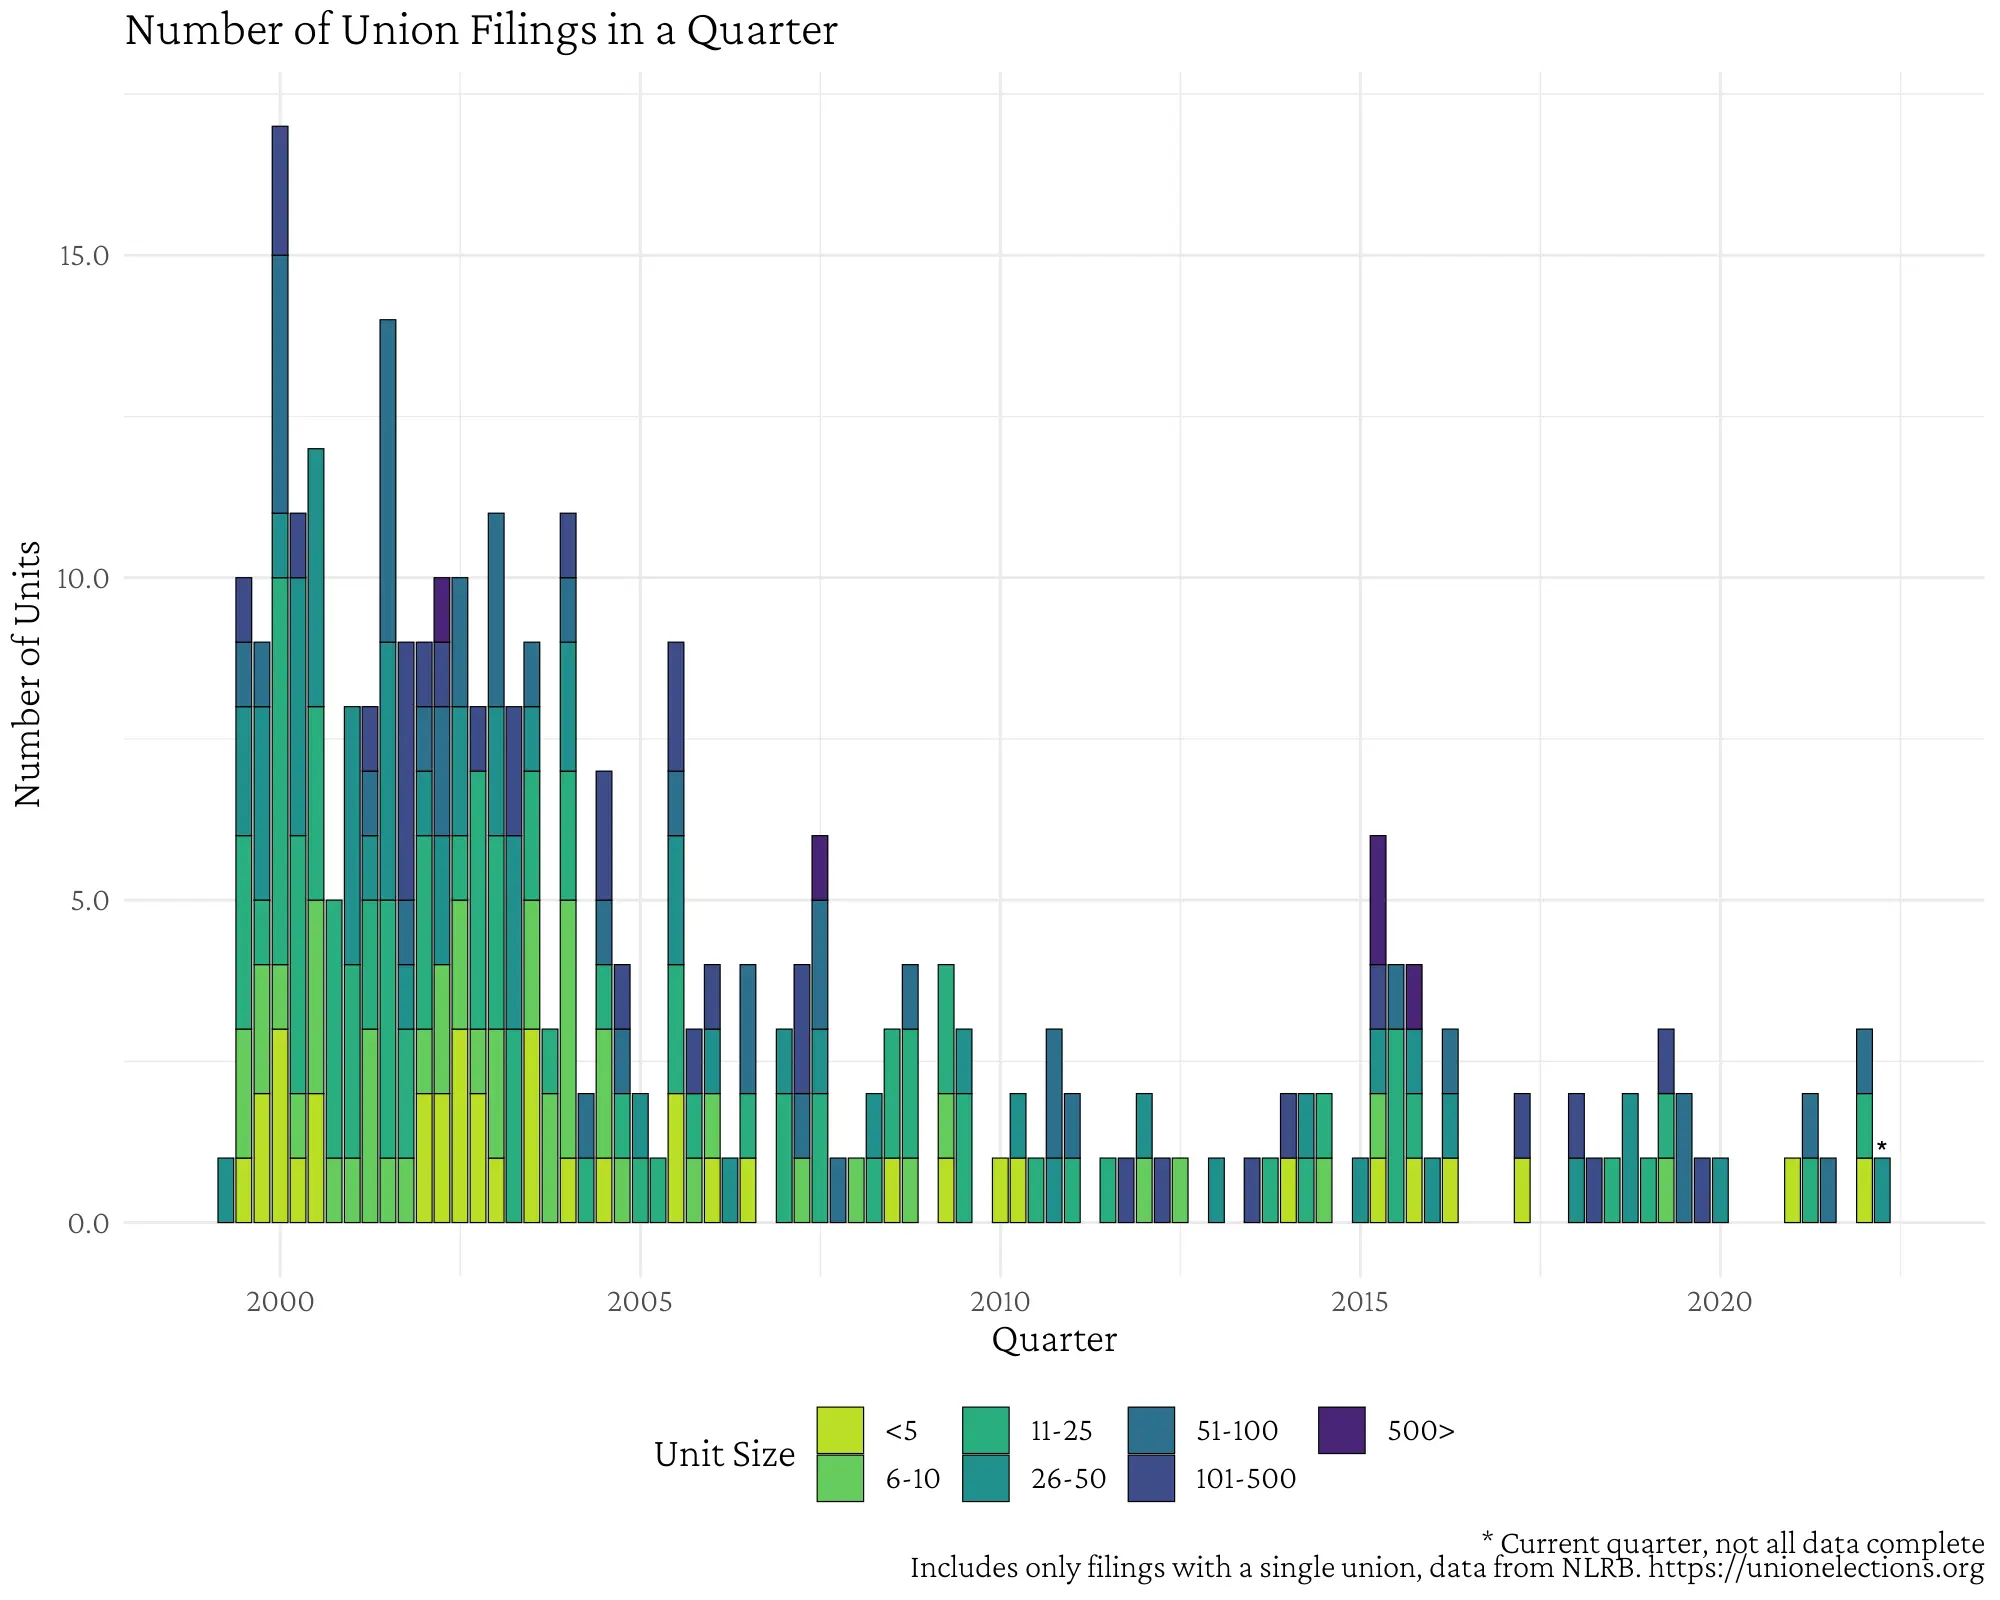 Number of Union Filings in a Quarter
Number of Units
15.0
10.0
5.0
0.0
*
2000 2005 2010 2015 2020
Quarter
Unit Size
<5 11-25 51-100 500>
6-10 26-50 101-500
* Current quarter, not all data complete
Includes only filings with a single union, data from NLRB. https://unionelections.org